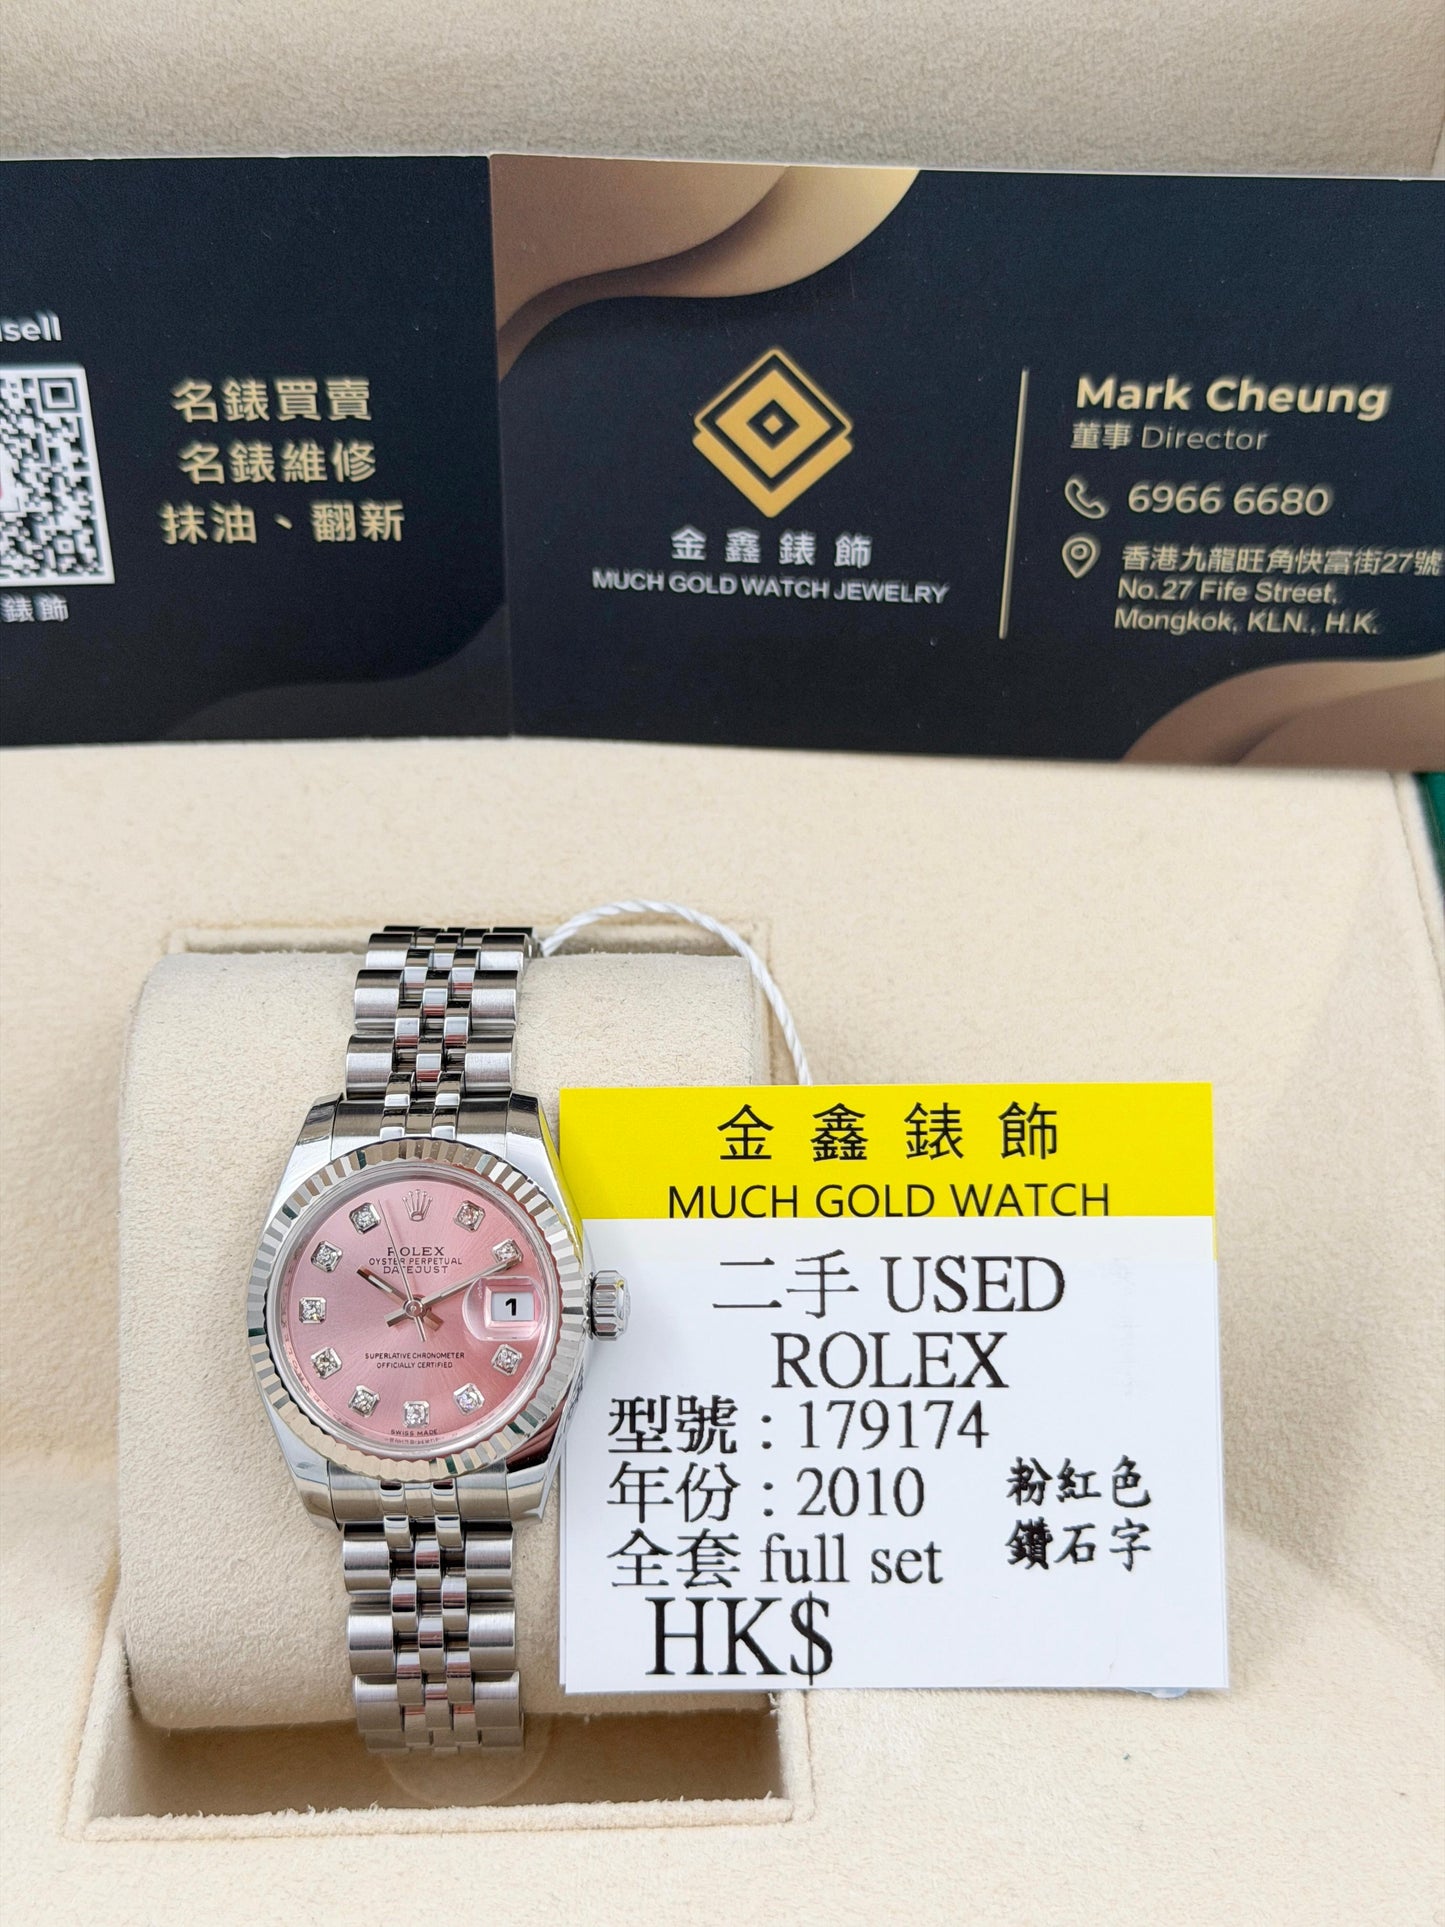 名錶買賣
名錶維修
抹油、翻新
錶飾
金鑫錶飾
MUCH GOLD WATCH JEWELRY
Mark Cheung
董事 Director
6966 6680
香港九龍旺角快富街27號
No.27 Fife Street,
Mongkok, KLN., H.K.
ROLEX
OYSTER PERPETUAL
DATEJUST
1
SUPERLATIVE CHRONOMETER
OFFICIALLY CERTIFIED
SWISS MADE
金鑫錶飾
MUCH GOLD WATCH
二手 USED
ROLEX
型號：179174
年份：2010
全套 full set
HK$
粉紅色
鑽石字